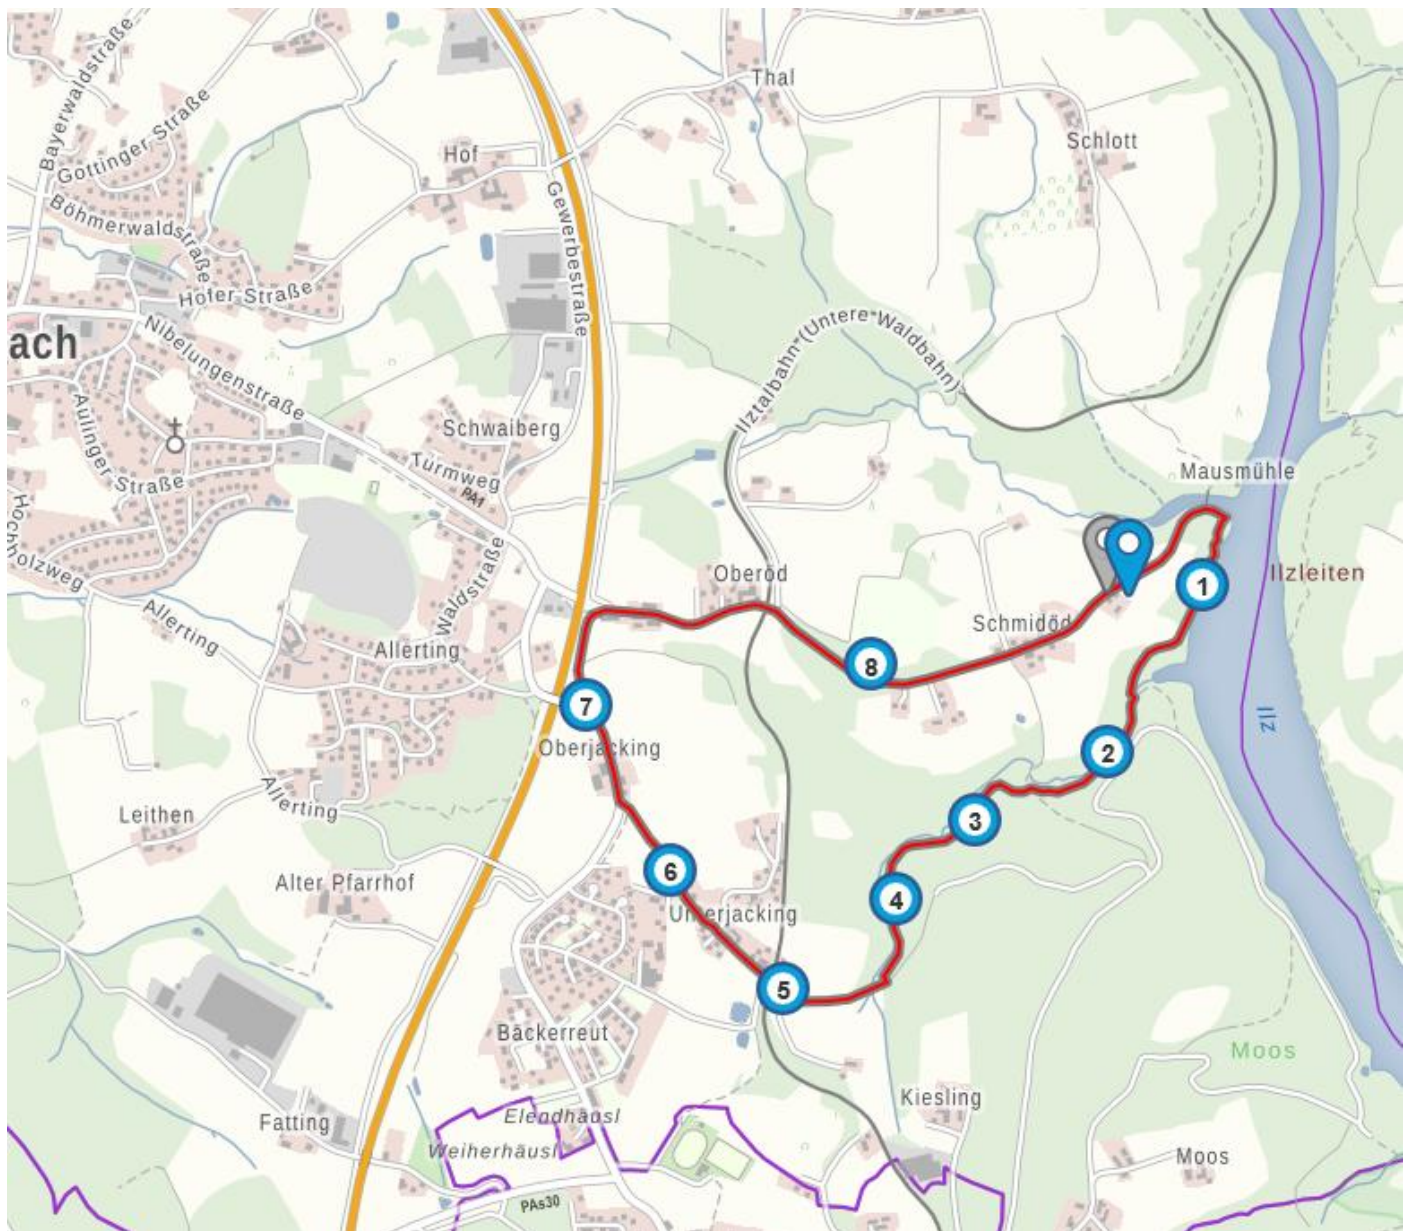 Bayerwaldstraße
Gottinger Straße
Böhmerwaldstraße
Hofer Straße
Nibelungenstraße
ach
Aulinger Straße
Hochholzweg
Hof
Thal
Schlott
Gewerbestraße
Ilztalbahn (Untere Waldbahn)
Schwaiberg
Turmweg
PA1
Mausmühle
Waldstraße
Oberöd
Ilzleiten
1
Allerting
Schmidöd
Allerting
8
7
Ilz
Oberjacking
2
Leithen
Allerting
3
Alter Pfarrhof
6
4
Unterjacking
5
Bäckerreut
Moos
Kiesling
Elendhäusl
Fatting
Weiherhäusl
Moos
PAs30